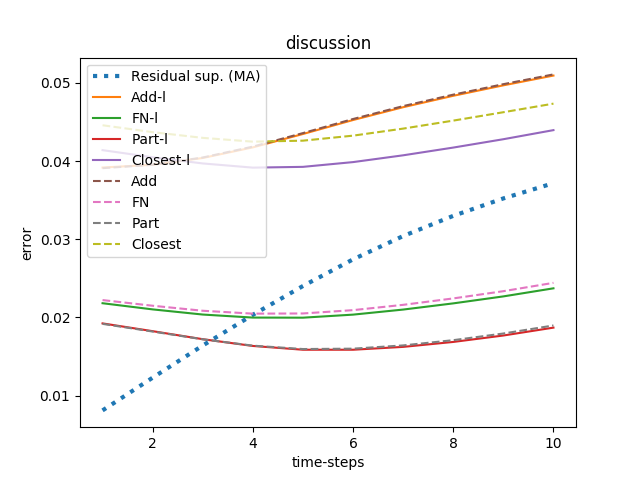 discussion
Residual sup. (MA)
Add-l
FN-l
Part-l
Closest-l
Add
FN
Part
Closest
error
0.05
0.04
0.03
0.02
0.01
2 4 6 8 10
time-steps